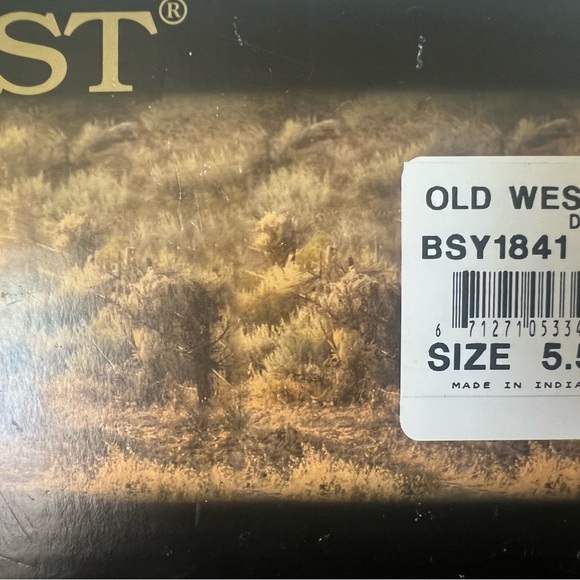 ST®
OLD WES
D
BSY1841
6 71271 05334
SIZE 5.5
MADE IN INDIA